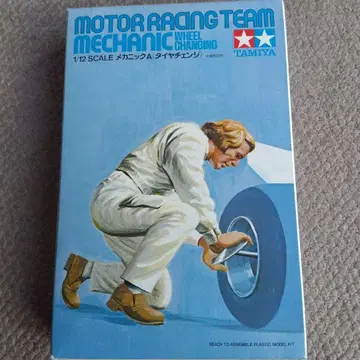 MOTOR RACING TEAM
MECHANIC WHEEL CHANGING
TAMIYA
1/12 SCALE メカニックA(タイヤチェンジ)
READY TO ASSEMBLE PLASTIC MODEL KIT